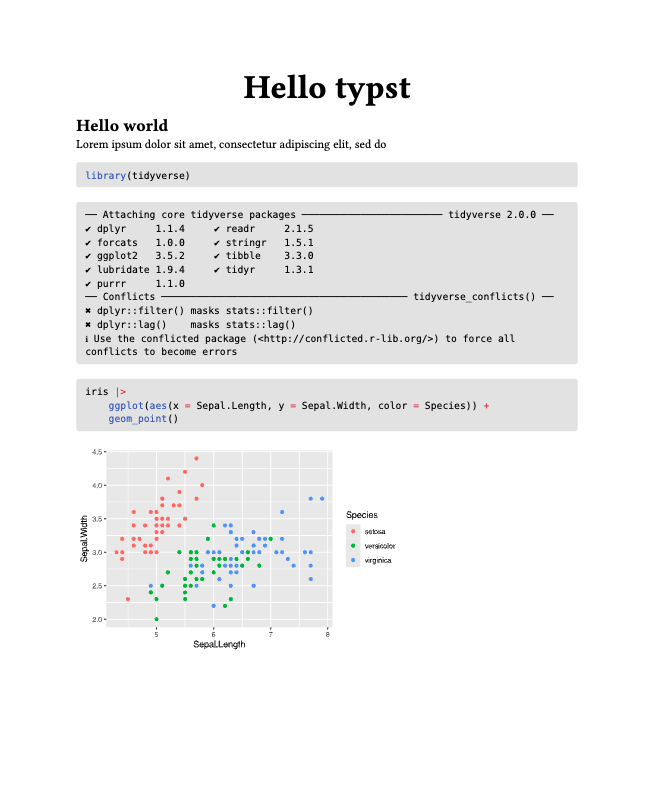 Hello typst
Hello world
Lorem ipsum dolor sit amet, consectetur adipiscing elit, sed do
library(tidyverse)
── Attaching core tidyverse packages ──────────────────────── tidyverse 2.0.0 ──
✔ dplyr     1.1.4     ✔ readr     2.1.5
✔ forcats   1.0.0     ✔ stringr   1.5.1
✔ ggplot2   3.5.2     ✔ tibble    3.3.0
✔ lubridate 1.9.4     ✔ tidyr     1.3.1
✔ purrr     1.1.0
── Conflicts ────────────────────────────────────────── tidyverse_conflicts() ──
✖ dplyr::filter() masks stats::filter()
✖ dplyr::lag()    masks stats::lag()
ℹ Use the conflicted package (<http://conflicted.r-lib.org/>) to force all
conflicts to become errors
iris |>
    ggplot(aes(x = Sepal.Length, y = Sepal.Width, color = Species)) +
    geom_point()
4.5
4.0
3.5
3.0
2.5
2.0
Sepal.Width
5 6 7 8
Sepal.Length
Species
setosa
versicolor
virginica